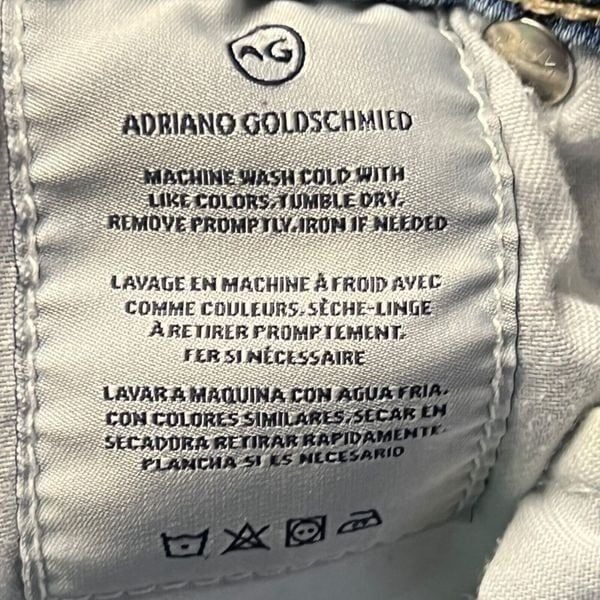 AG
ADRIANO GOLDSCHMIED
MACHINE WASH COLD WITH
LIKE COLORS. TUMBLE DRY.
REMOVE PROMPTLY. IRON IF NEEDED
LAVAGE EN MACHINE À FROID AVEC
COMME COULEURS. SÈCHE-LINGE
À RETIRER PROMPTEMENT.
FER SI NÉCESSAIRE
LAVAR A MAQUINA CON AGUA FRIA.
CON COLORES SIMILARES. SECAR EN
SECADORA RETIRAR RAPIDAMENTE.
PLANCHA SI ES NECESARIO